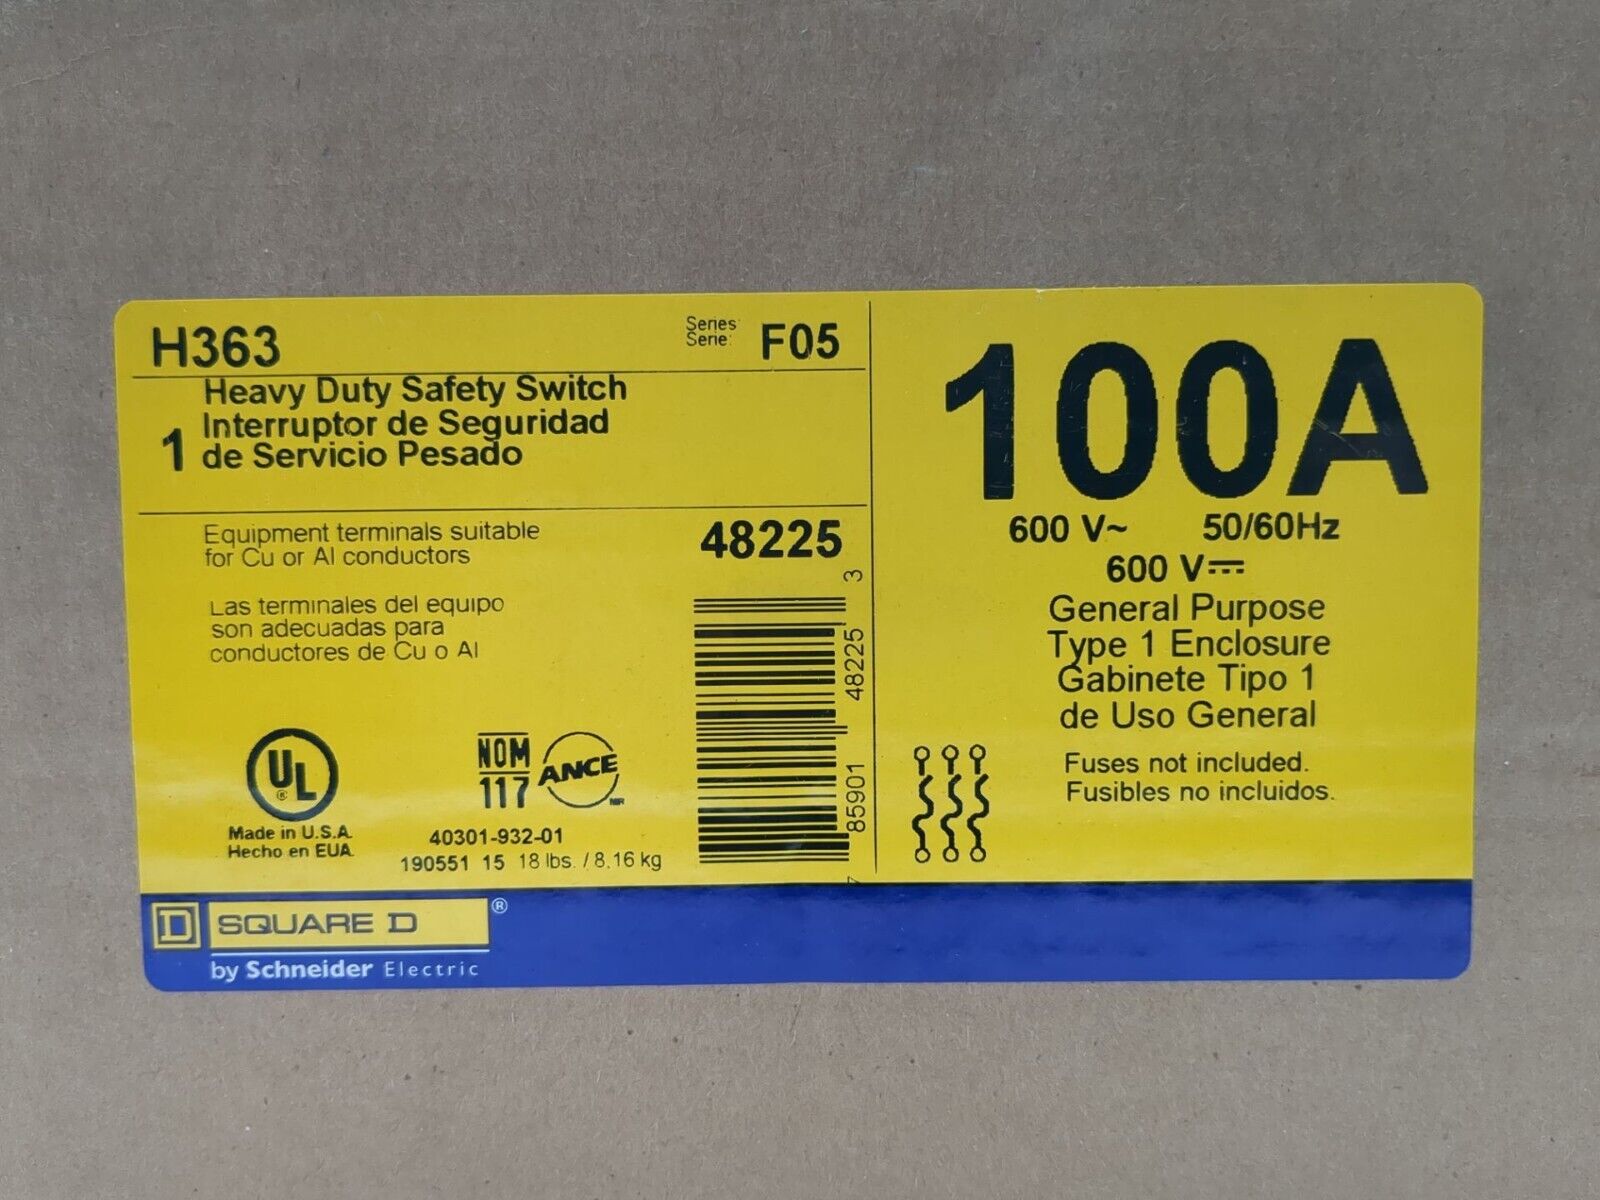 H363
Series:
Serie:
F05
1
Heavy Duty Safety Switch
Interruptor de Seguridad
de Servicio Pesado
Equipment terminals suitable
for Cu or Al conductors
48225
Las terminales del equipo
son adecuadas para
conductores de Cu o Al
7 85901 48225 3
UL ®
Made in U.S.A.
Hecho en EUA.
NOM
117
ANCE
MR
40301-932-01
190551 15 18 lbs. / 8.16 kg
100A
600 V~ 50/60Hz
600 V⎓
General Purpose
Type 1 Enclosure
Gabinete Tipo 1
de Uso General
Fuses not included.
Fusibles no incluidos.
D SQUARE D ®
by Schneider Electric